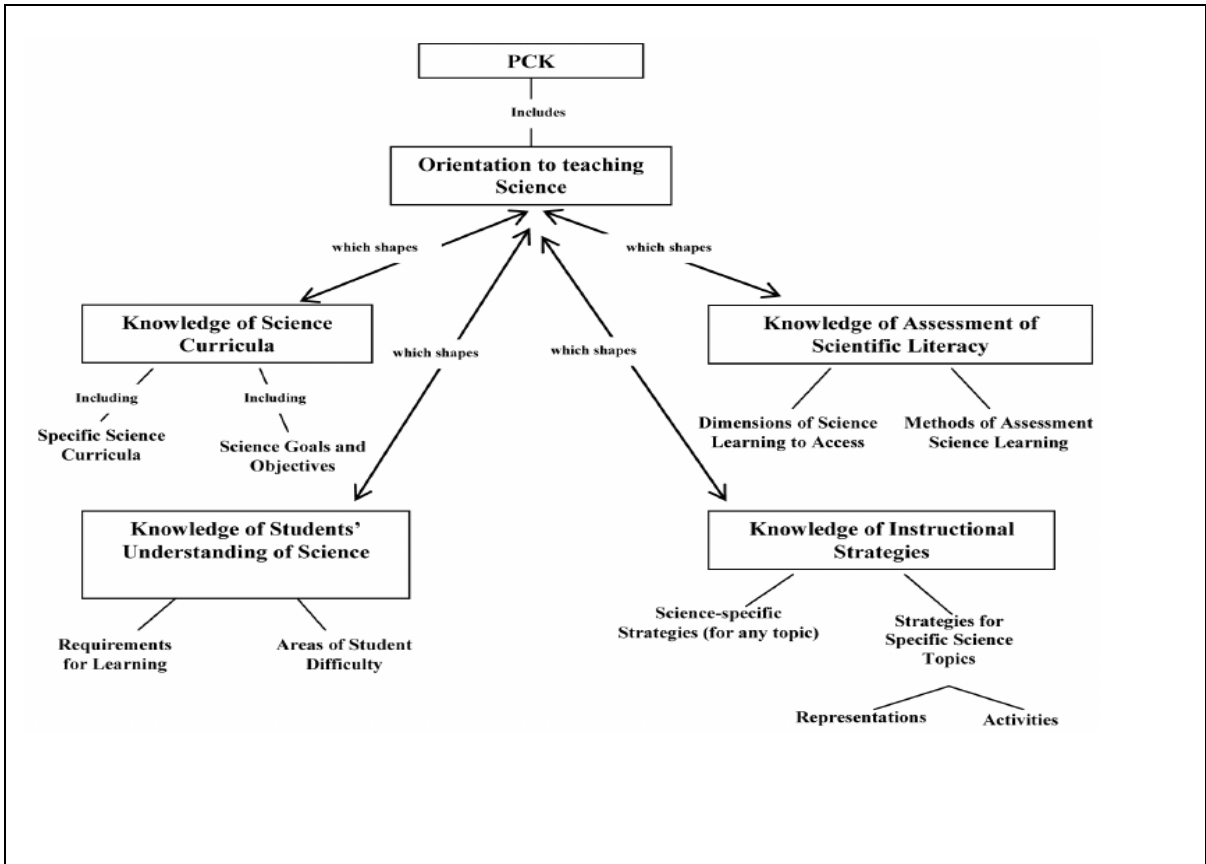 PCK
Includes
Orientation to teaching
Science
which shapes
which shapes
Knowledge of Science
Curricula
Knowledge of Assessment of
Scientific Literacy
which shapes
which shapes
Including
Including
Specific Science
Curricula
Science Goals and
Objectives
Dimensions of Science
Learning to Access
Methods of Assessment
Science Learning
Knowledge of Students’
Understanding of Science
Knowledge of Instructional
Strategies
Requirements
for Learning
Areas of Student
Difficulty
Science-specific
Strategies (for any topic)
Strategies for
Specific Science
Topics
Representations
Activities